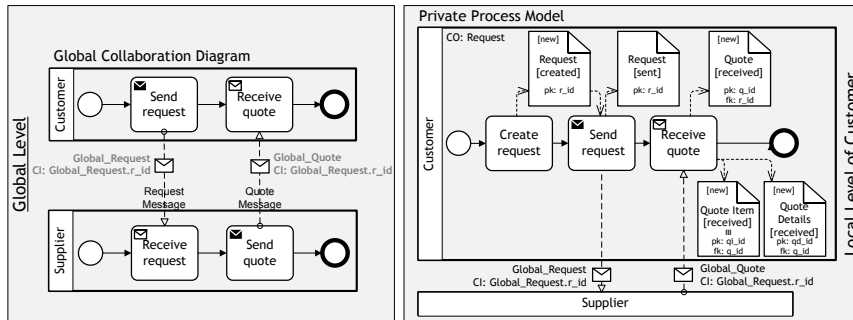 Global Level
Global Collaboration Diagram
Customer
Send
request
Receive
quote
Global_Request
CI: Global_Request.r_id
Global_Quote
CI: Global_Request.r_id
Request
Message
Quote
Message
Supplier
Receive
request
Send
quote
Private Process Model
Local Level of Customer
Customer
CO: Request
[new]
Request
[created]
pk: r_id
Request
[sent]
pk: r_id
[new]
Quote
[received]
pk: q_id
fk: r_id
Create
request
Send
request
Receive
quote
[new]
Quote Item
[received]
III
pk: qi_id
fk: q_id
[new]
Quote
Details
[received]
pk: qd_id
fk: q_id
Global_Request
CI: Global_Request.r_id
Global_Quote
CI: Global_Request.r_id
Supplier